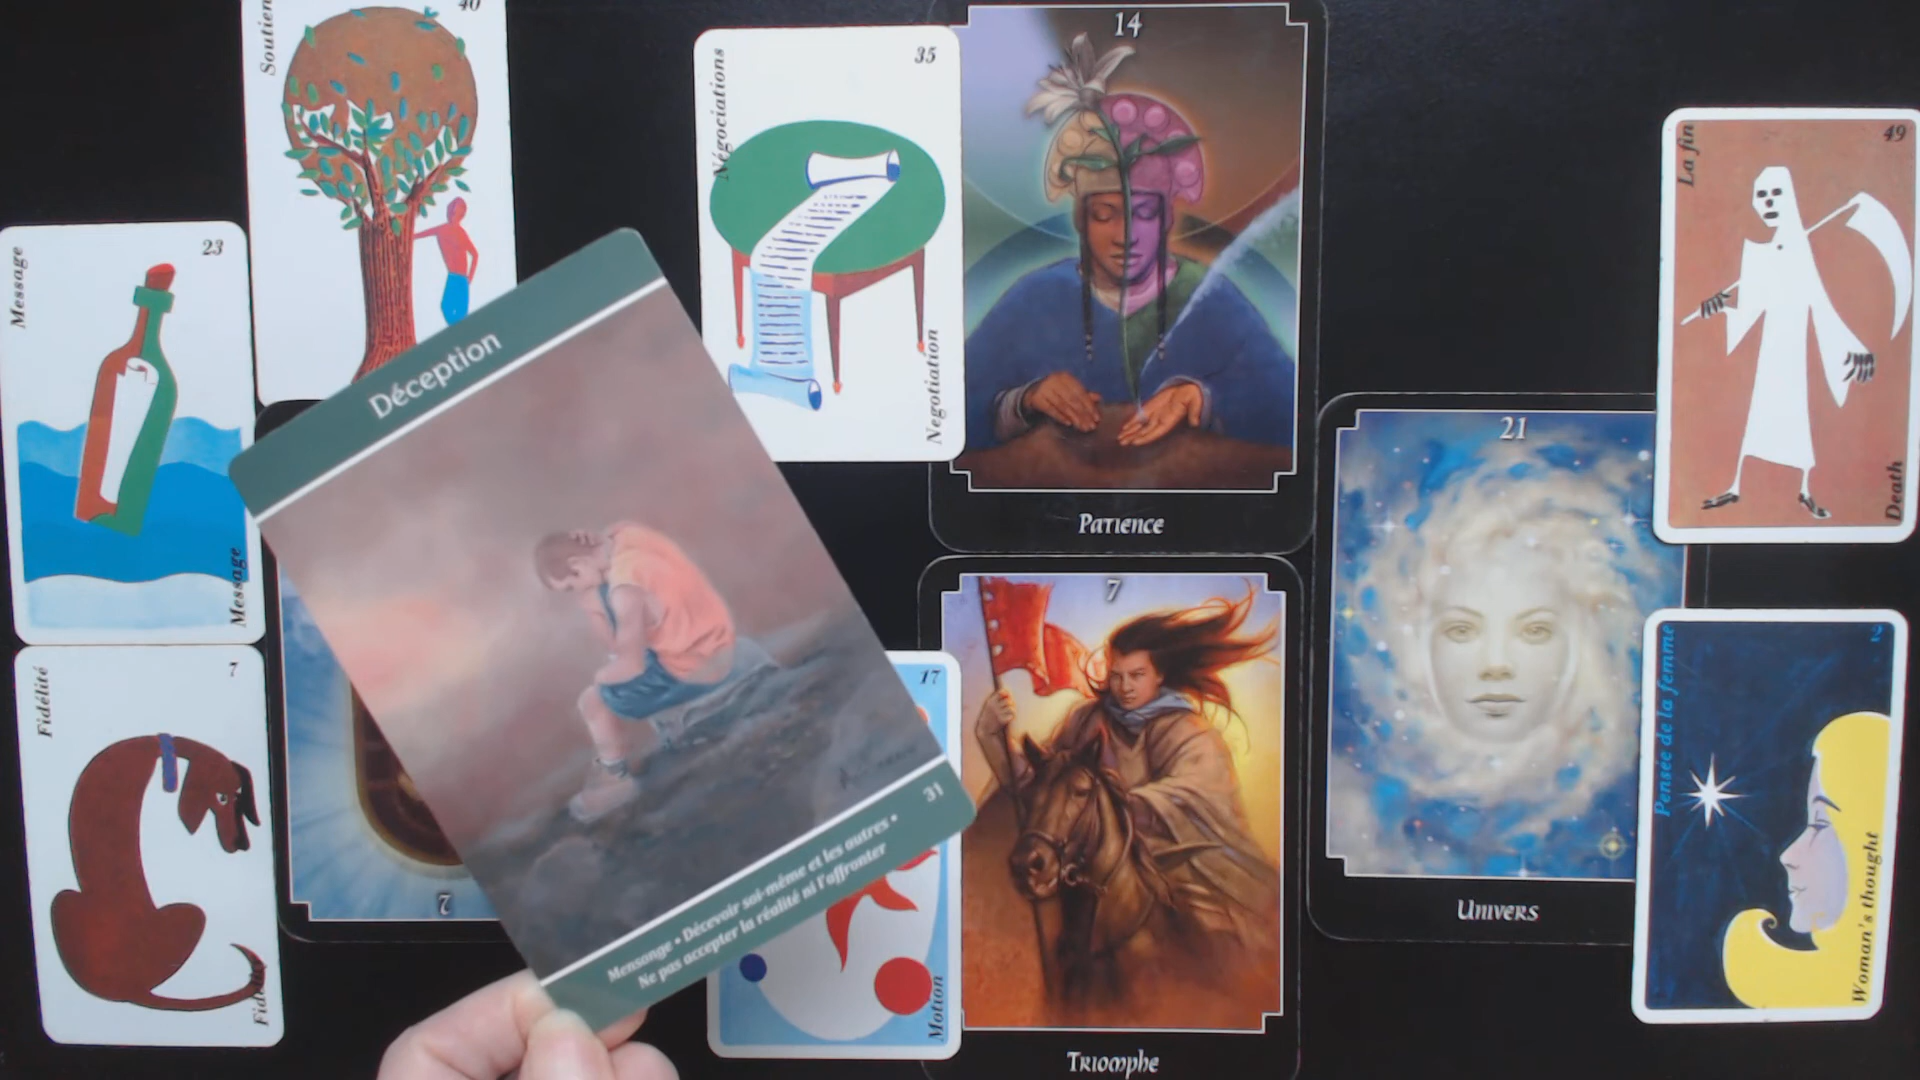 Soutien
40
Négociations
35
Negotiation
14
Patience
La fin
49
Death
Message
23
Message
Déception
31
Mensonge • Décevoir soi-même et les autres •
Ne pas accepter la réalité ni l'affronter
21
Univers
Fidélité
7
17
Motion
7
Triomphe
Pensée de la femme
2
Woman's thought